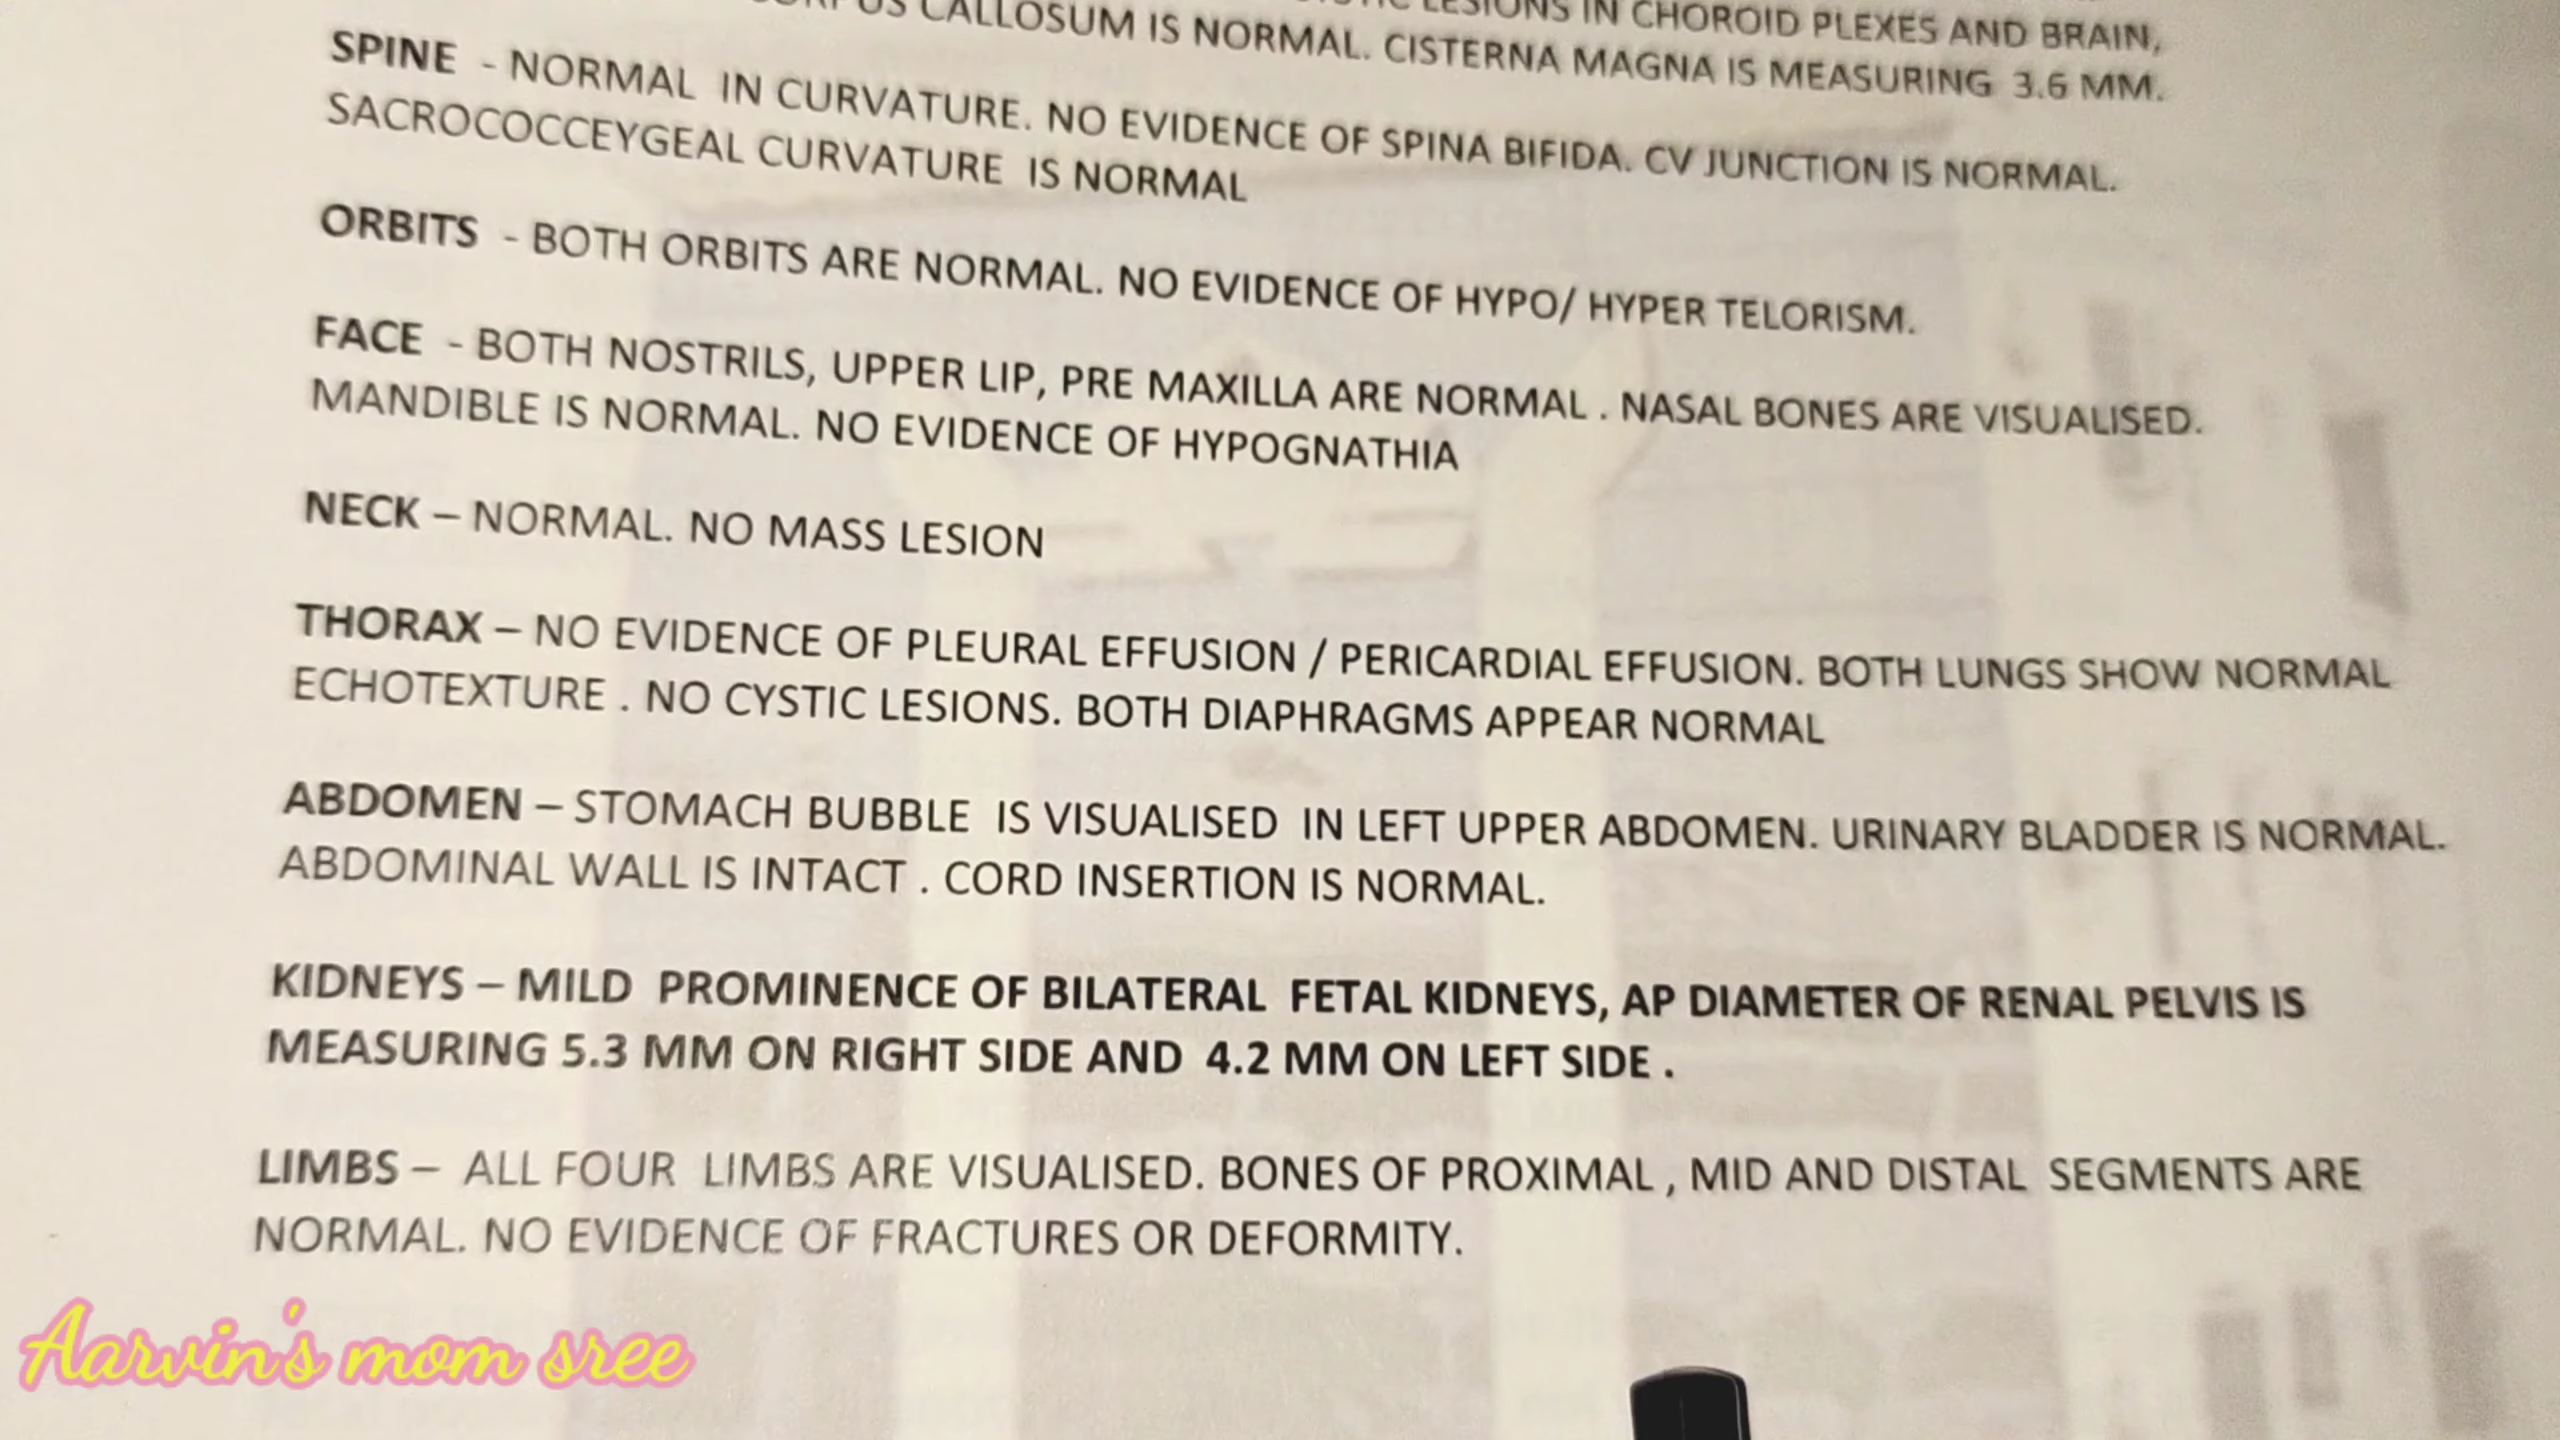 CALLOSUM IS NORMAL. CISTERNA MAGNA IS MEASURING 3.6 MM.
LESIONS IN CHOROID PLEXES AND BRAIN,
SPINE - NORMAL IN CURVATURE. NO EVIDENCE OF SPINA BIFIDA. CV JUNCTION IS NORMAL.
SACROCOCCEYGEAL CURVATURE IS NORMAL
ORBITS - BOTH ORBITS ARE NORMAL. NO EVIDENCE OF HYPO/ HYPER TELORISM.
FACE - BOTH NOSTRILS, UPPER LIP, PRE MAXILLA ARE NORMAL . NASAL BONES ARE VISUALISED.
MANDIBLE IS NORMAL. NO EVIDENCE OF HYPOGNATHIA
NECK – NORMAL. NO MASS LESION
THORAX – NO EVIDENCE OF PLEURAL EFFUSION / PERICARDIAL EFFUSION. BOTH LUNGS SHOW NORMAL
ECHOTEXTURE . NO CYSTIC LESIONS. BOTH DIAPHRAGMS APPEAR NORMAL
ABDOMEN – STOMACH BUBBLE IS VISUALISED IN LEFT UPPER ABDOMEN. URINARY BLADDER IS NORMAL.
ABDOMINAL WALL IS INTACT . CORD INSERTION IS NORMAL.
KIDNEYS – MILD PROMINENCE OF BILATERAL FETAL KIDNEYS, AP DIAMETER OF RENAL PELVIS IS
MEASURING 5.3 MM ON RIGHT SIDE AND 4.2 MM ON LEFT SIDE .
LIMBS – ALL FOUR LIMBS ARE VISUALISED. BONES OF PROXIMAL , MID AND DISTAL SEGMENTS ARE
NORMAL. NO EVIDENCE OF FRACTURES OR DEFORMITY.
Aarvin's mom sree